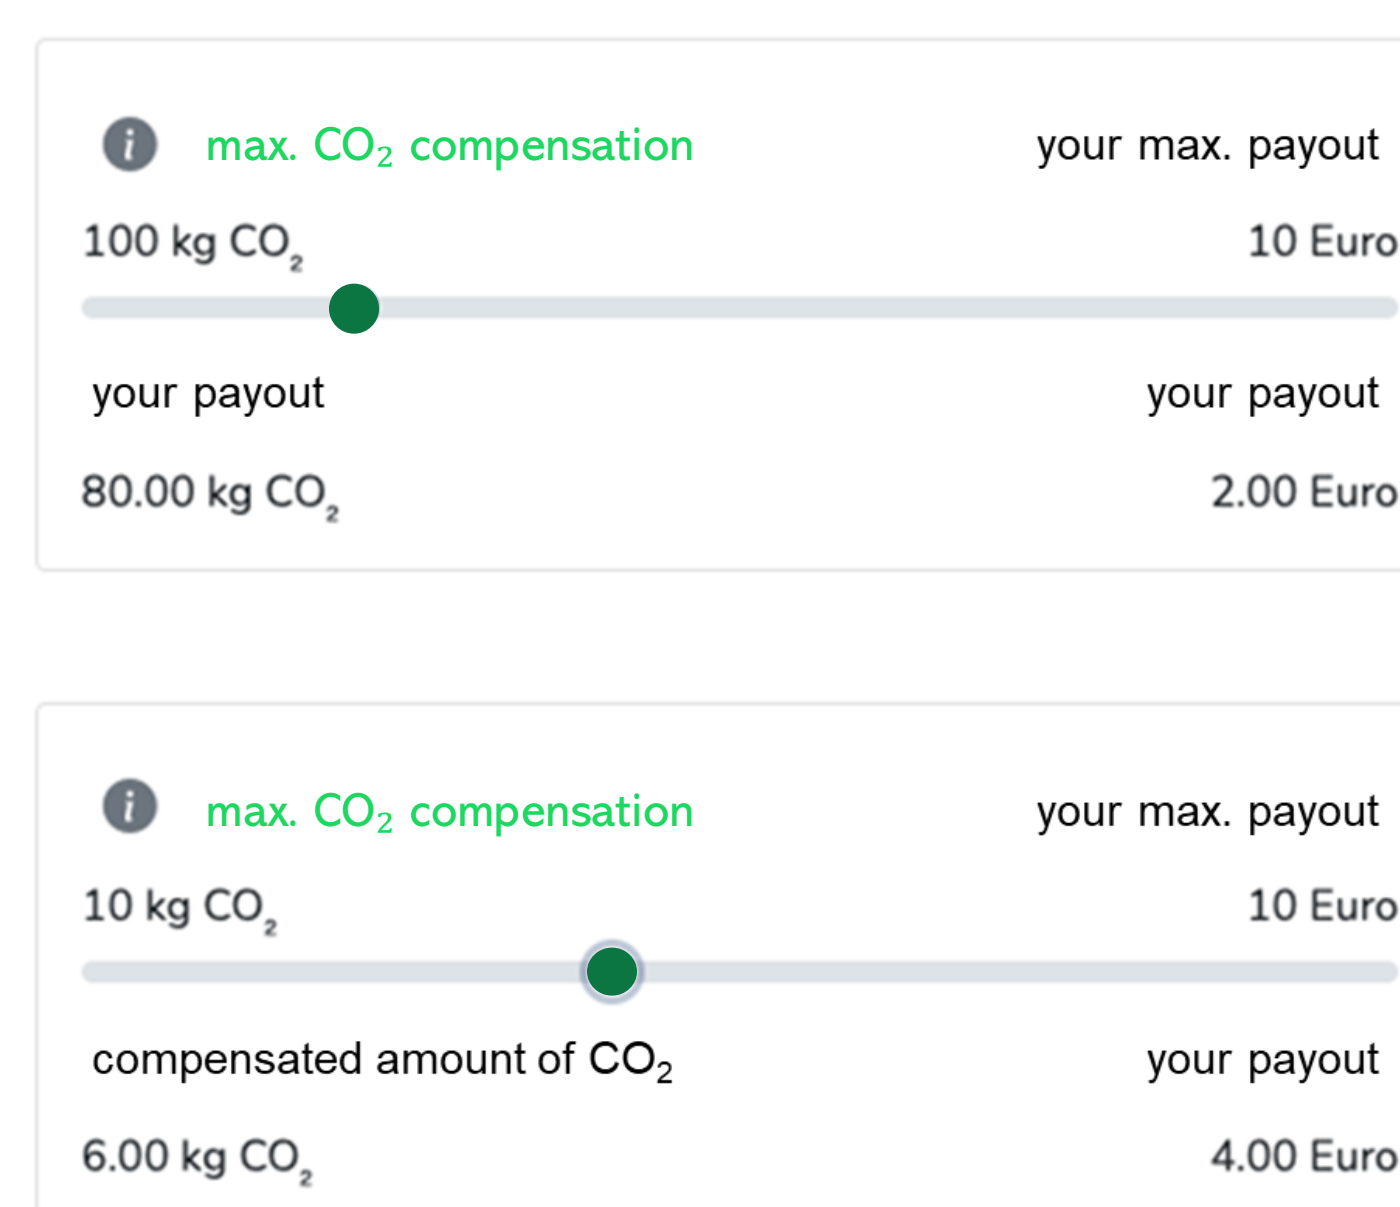 i max. CO₂ compensation your max. payout
100 kg CO₂ 10 Euro
your payout your payout
80.00 kg CO₂ 2.00 Euro
i max. CO₂ compensation your max. payout
10 kg CO₂ 10 Euro
compensated amount of CO₂ your payout
6.00 kg CO₂ 4.00 Euro